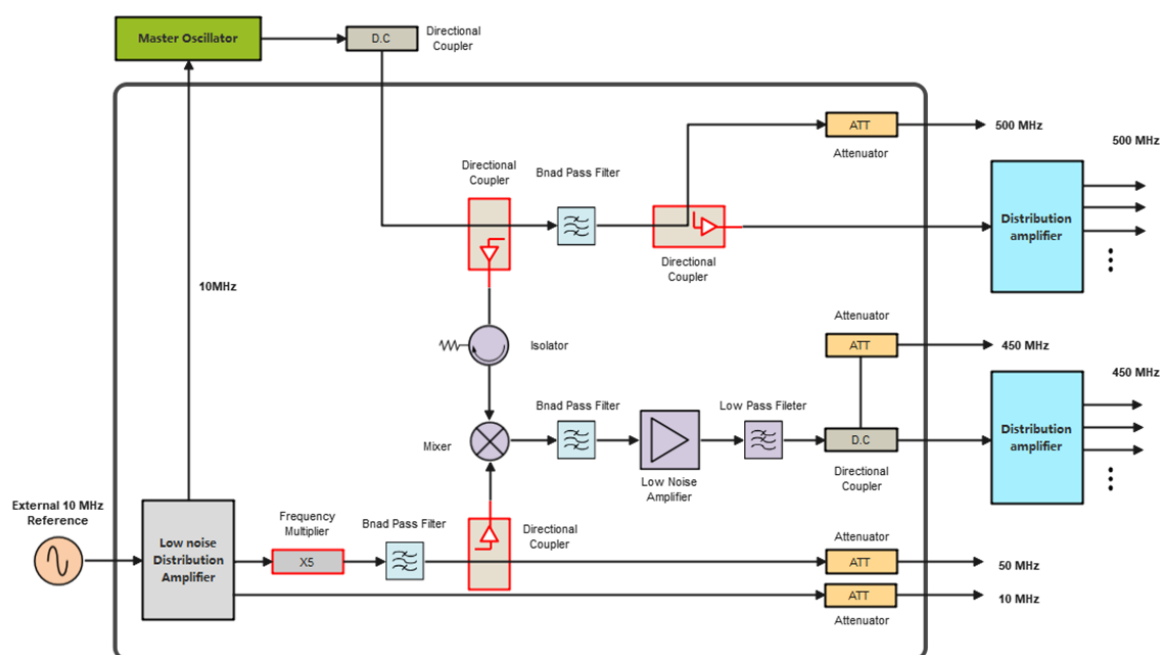 Master Oscillator
D.C
Directional
Coupler
ATT
Attenuator
500 MHz
500 MHz
Directional
Coupler
Bnad Pass Filter
Directional
Coupler
Distribution
amplifier
10MHz
Isolator
Attenuator
ATT
450 MHz
450 MHz
Mixer
Bnad Pass Filter
Low Noise
Amplifier
Low Pass Fileter
D.C
Directional
Coupler
Distribution
amplifier
External 10 MHz
Reference
Low noise
Distribution
Amplifier
Frequency
Multiplier
X5
Bnad Pass Filter
Directional
Coupler
Attenuator
ATT
50 MHz
ATT
10 MHz
Attenuator